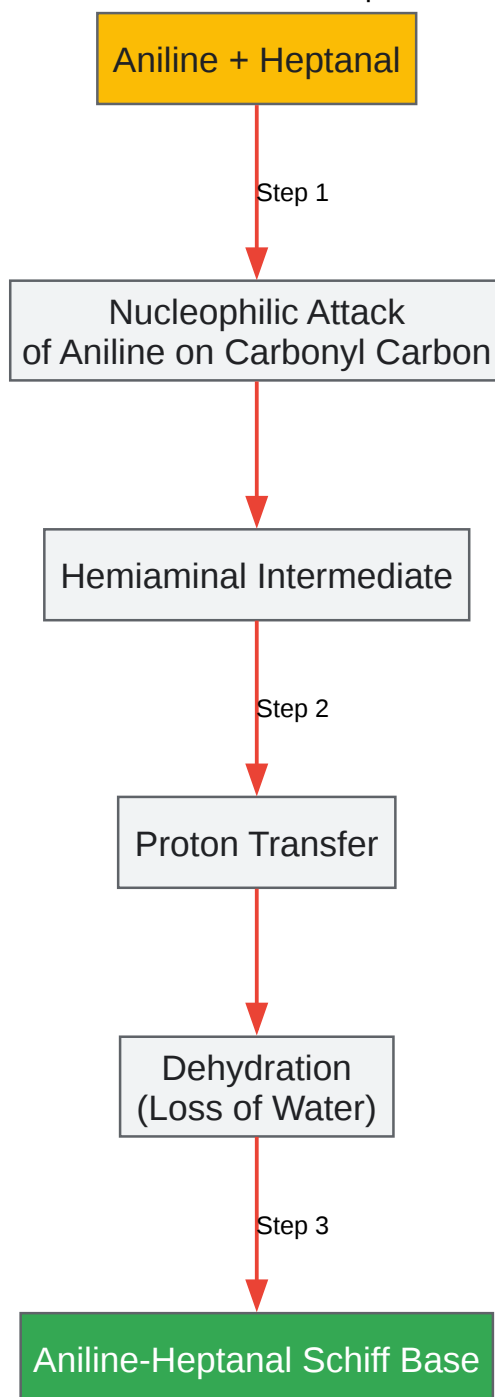 Aniline + Heptanal
Step 1
Nucleophilic Attack
of Aniline on Carbonyl Carbon
Hemiaminal Intermediate
Step 2
Proton Transfer
Dehydration
(Loss of Water)
Step 3
Aniline-Heptanal Schiff Base